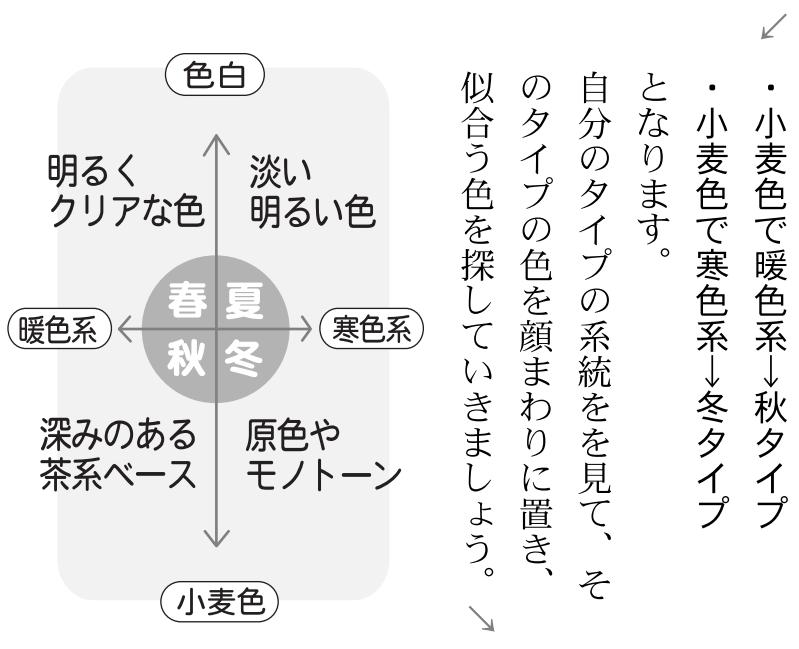 ・小麦色で暖色系→秋タイプ
・小麦色で寒色系→冬タイプ
となります。
自分のタイプの系統をを見て、そ
のタイプの色を顔まわりに置き、
似合う色を探していきましょう。
色白
明るく
クリアな色
淡い
明るい色
春
夏
暖色系
寒色系
秋
冬
深みのある
茶系ベース
原色や
モノトーン
小麦色